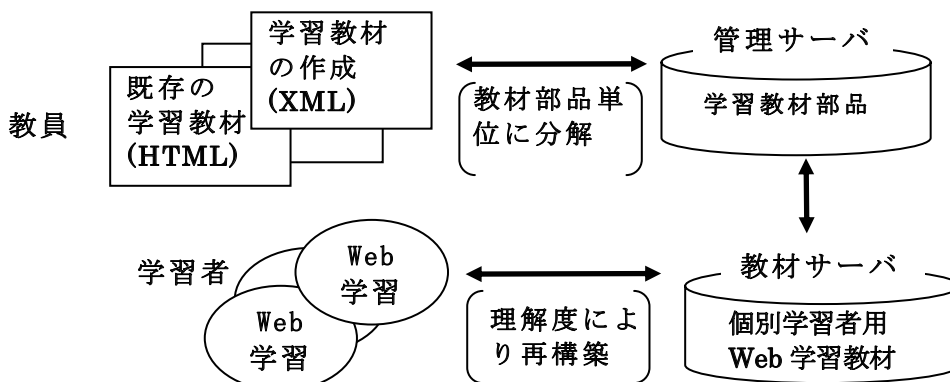 教員
既存の
学習教材
(HTML)
学習教材
の作成
(XML)
教材部品単
位に分解
管理サーバ
学習教材部品
学習者
Web
学習
Web
学習
理解度によ
り再構築
教材サーバ
個別学習者用
Web 学習教材